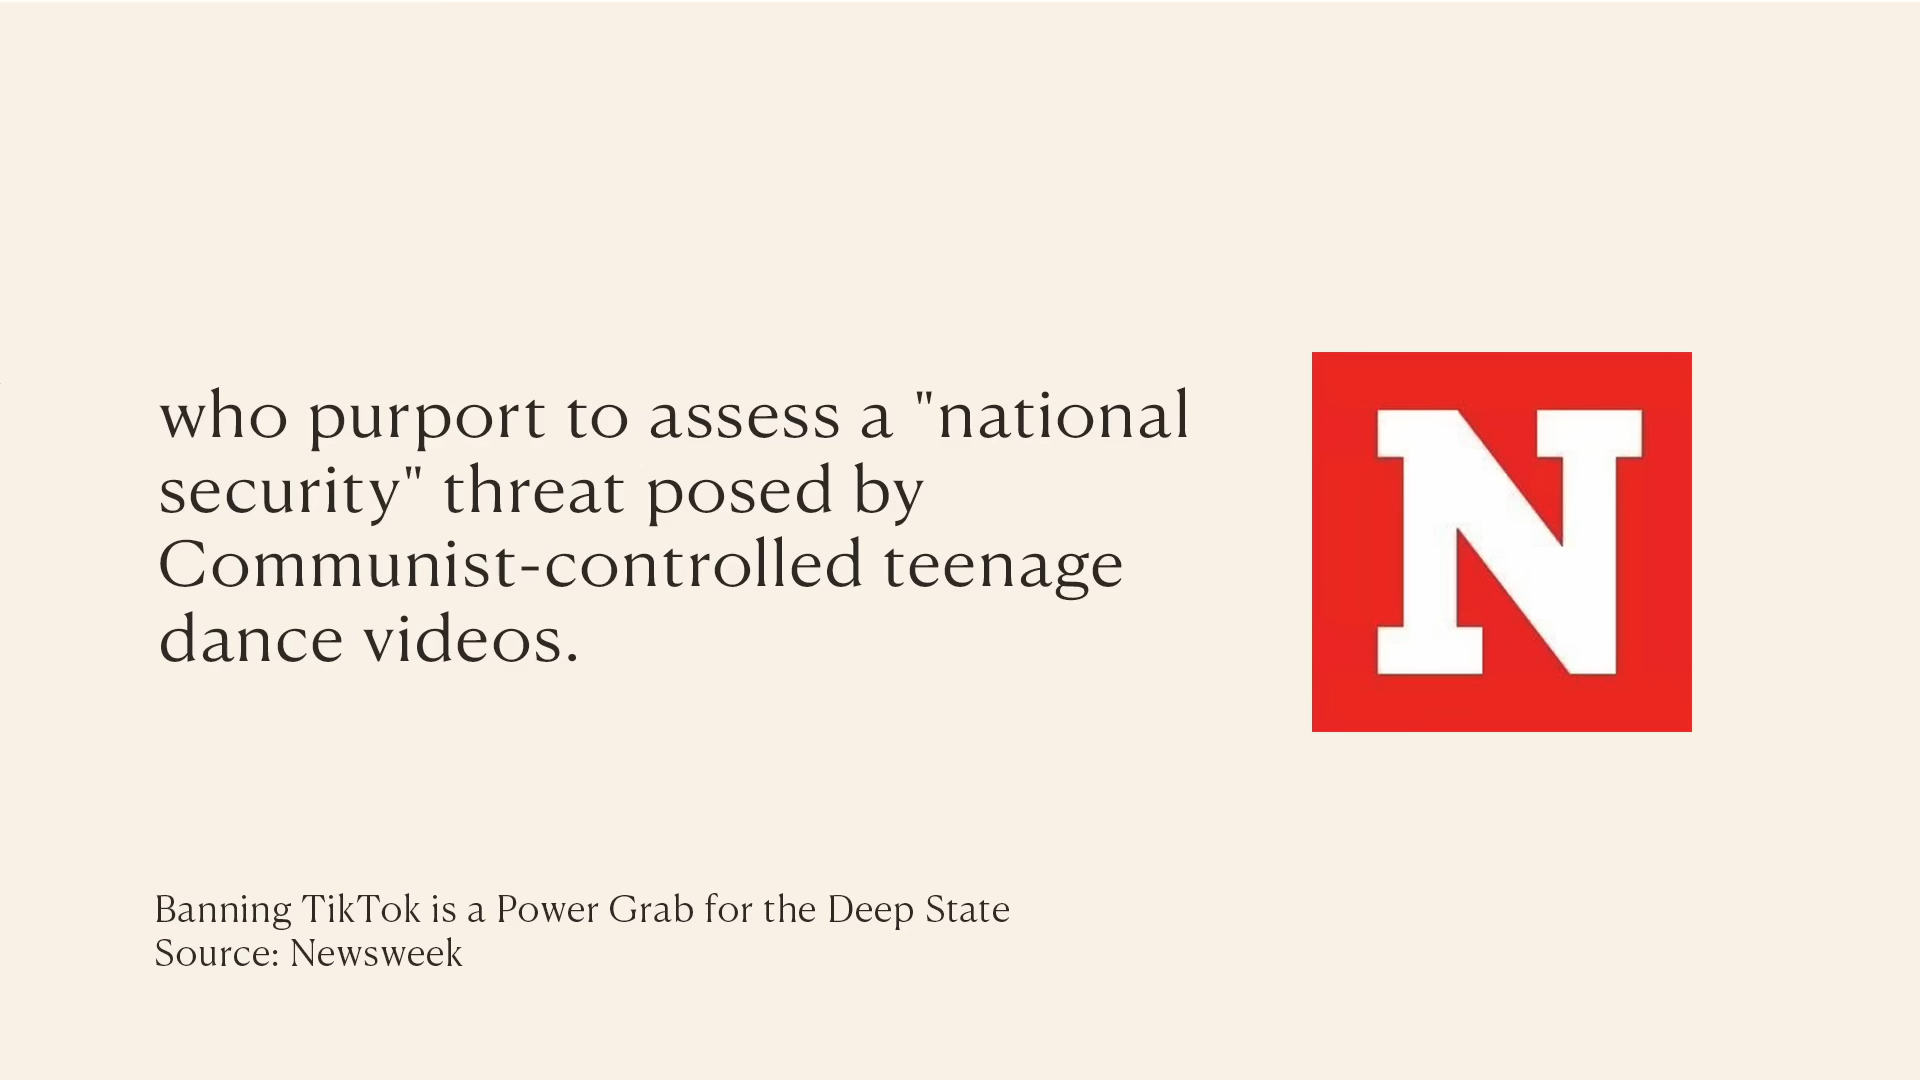 who purport to assess a "national
security" threat posed by
Communist-controlled teenage
dance videos.
N
Banning TikTok is a Power Grab for the Deep State
Source: Newsweek